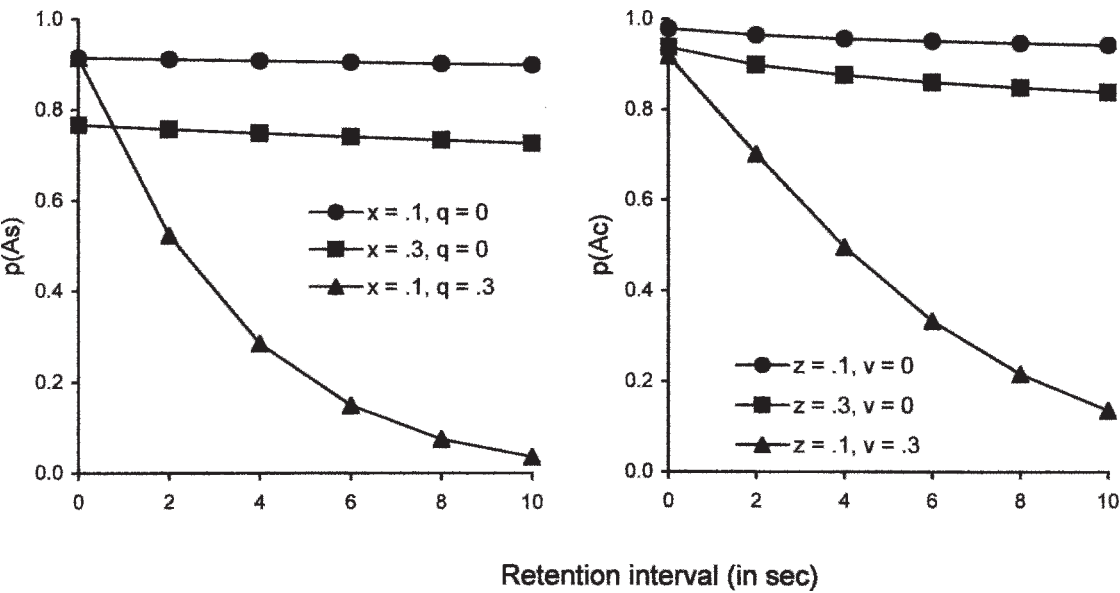 1.0
0.8
0.6
0.4
0.2
0.0
p(As)
x = .1, q = 0
x = .3, q = 0
x = .1, q = .3
0 2 4 6 8 10
1.0
0.8
0.6
0.4
0.2
0.0
p(Ac)
z = .1, v = 0
z = .3, v = 0
z = .1, v = .3
0 2 4 6 8 10
Retention interval (in sec)